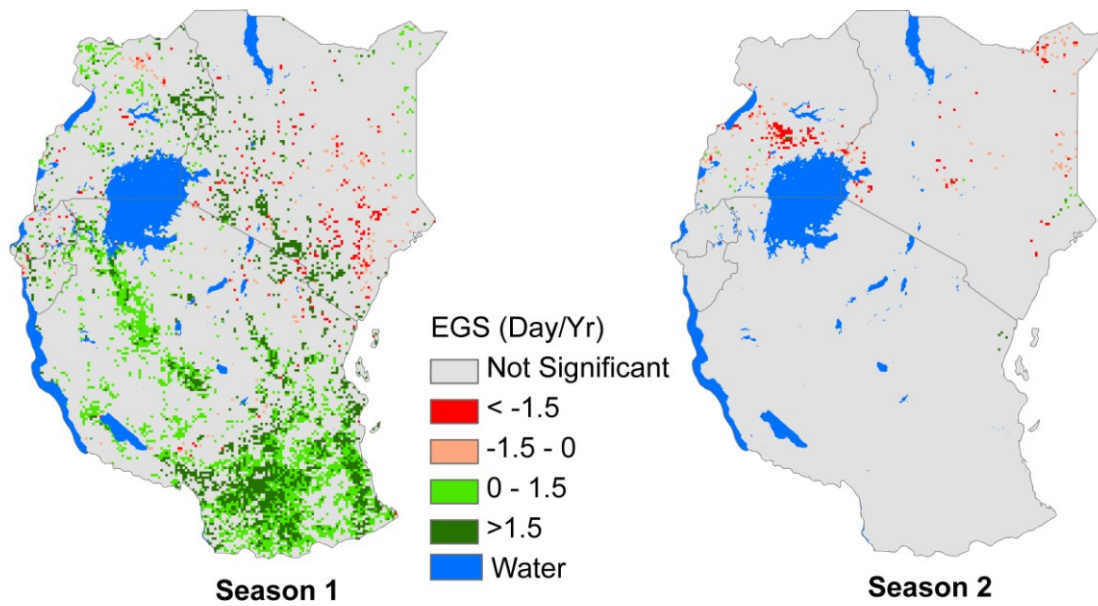 EGS (Day/Yr)
Not Significant
< -1.5
-1.5 - 0
0 - 1.5
>1.5
Water
Season 1
Season 2